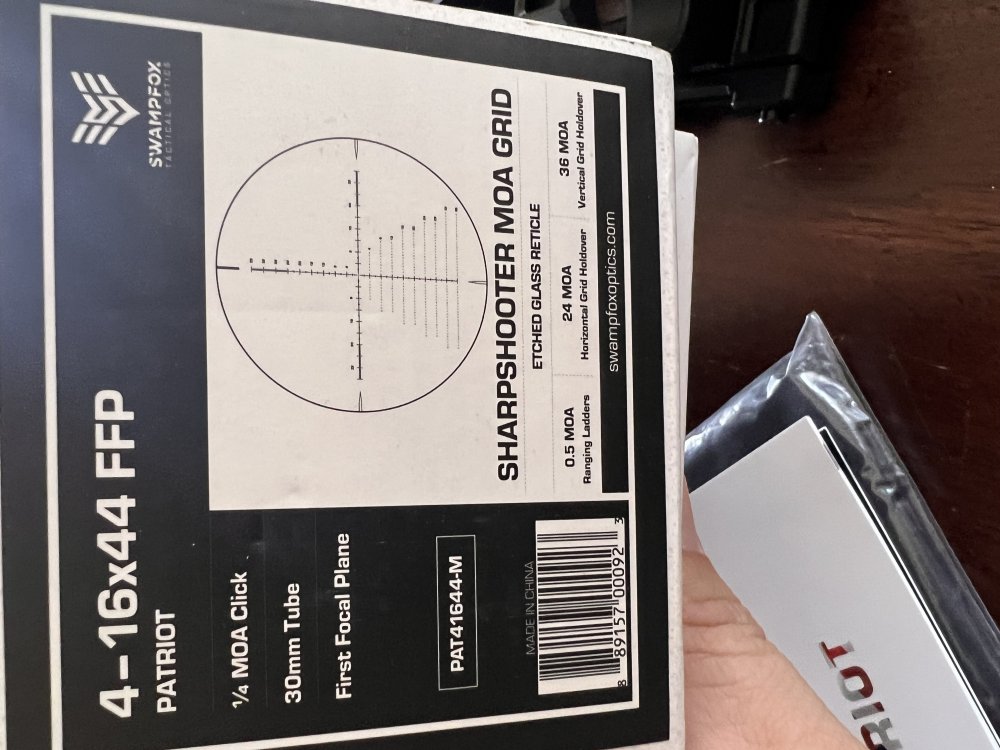 4-16x44 FFP
PATRIOT
SWAMPFOX
TACTICAL OPTICS
¼ MOA Click
30mm Tube
First Focal Plane
PAT41644-M
MADE IN CHINA
8 89157 00092 3
SHARPSHOOTER MOA GRID
ETCHED GLASS RETICLE
0.5 MOA
Ranging Ladders
24 MOA
Horizontal Grid Holdover
36 MOA
Vertical Grid Holdover
swampfoxoptics.com
RIOT